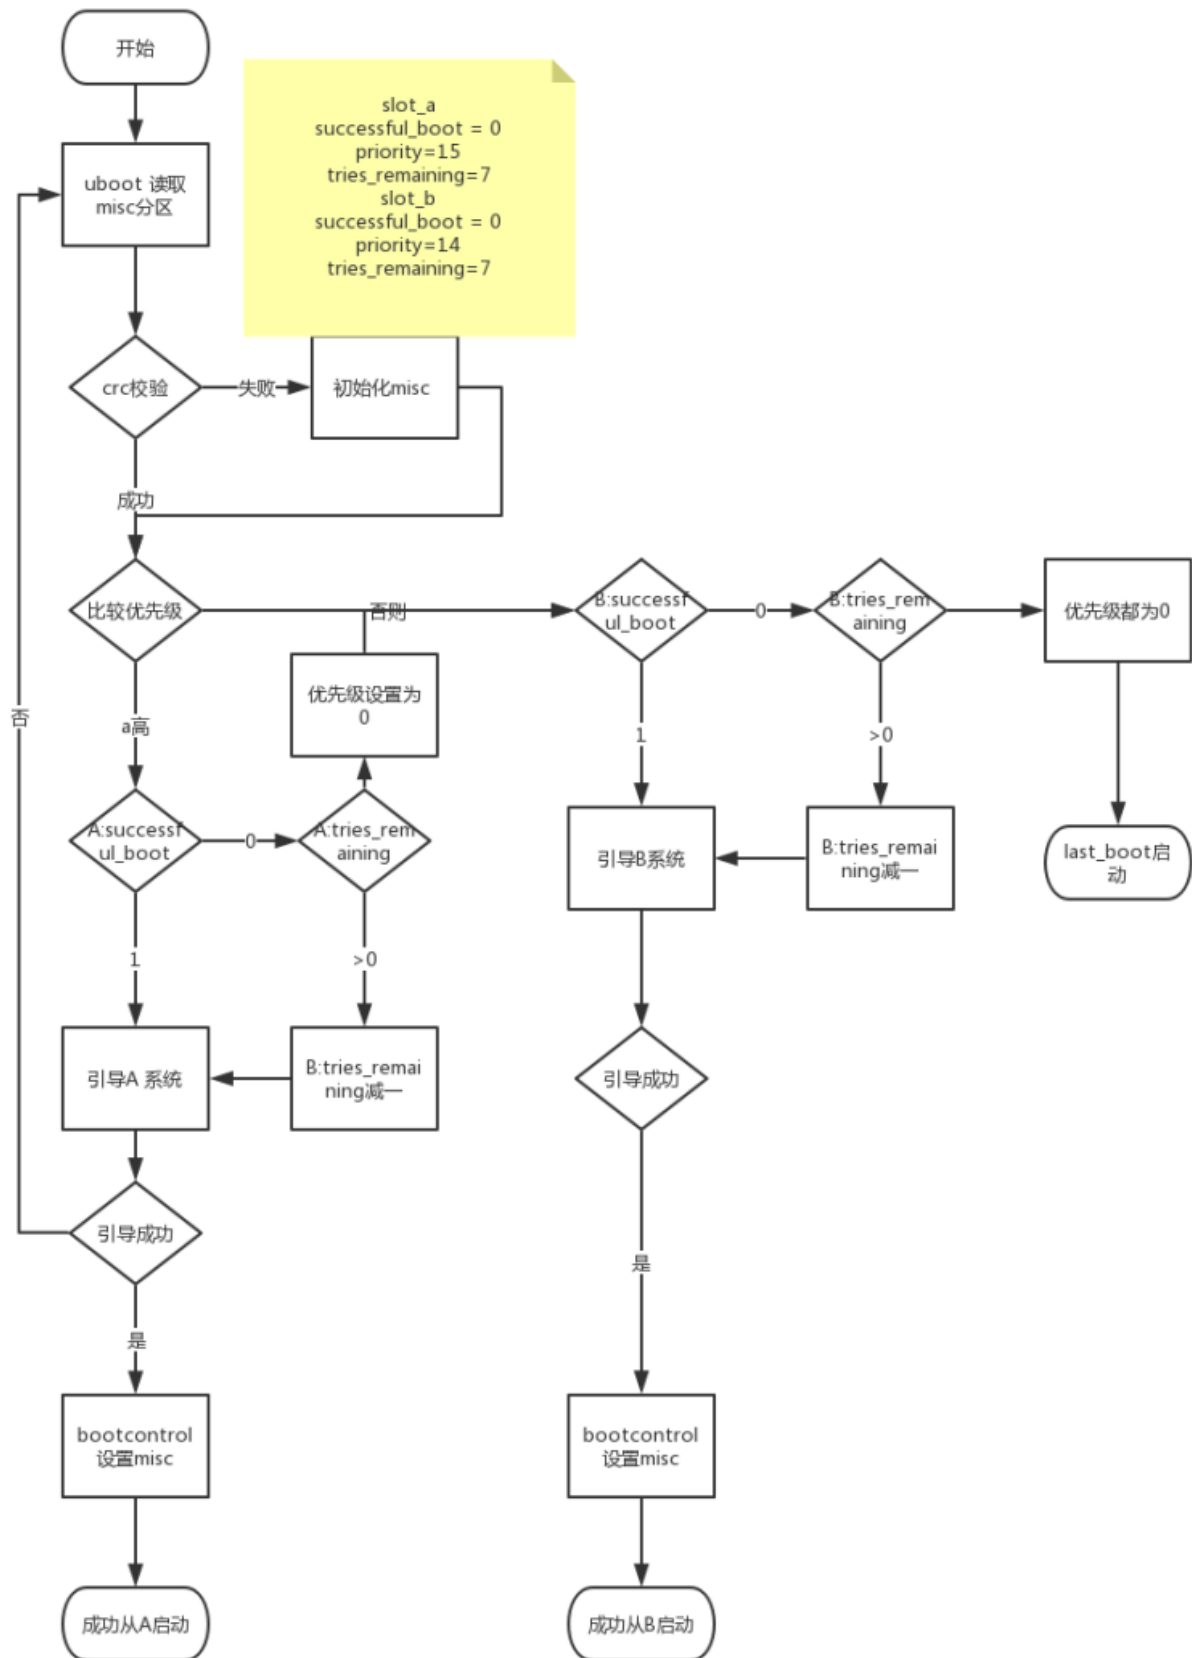 开始
slot_a
successful_boot = 0
priority=15
tries_remaining=7
slot_b
successful_boot = 0
priority=14
tries_remaining=7
uboot 读取
misc分区
crc校验
失败
初始化misc
成功
比较优先级
否则
B:successf
ul_boot
0
B:tries_rem
aining
优先级都为0
优先级设置为
0
否
a高
1
>0
A:successf
ul_boot
0
A:tries_rem
aining
引导B系统
B:tries_remai
ning减一
last_boot启
动
1
>0
引导A 系统
B:tries_remai
ning减一
引导成功
引导成功
是
是
bootcontrol
设置misc
bootcontrol
设置misc
成功从A启动
成功从B启动